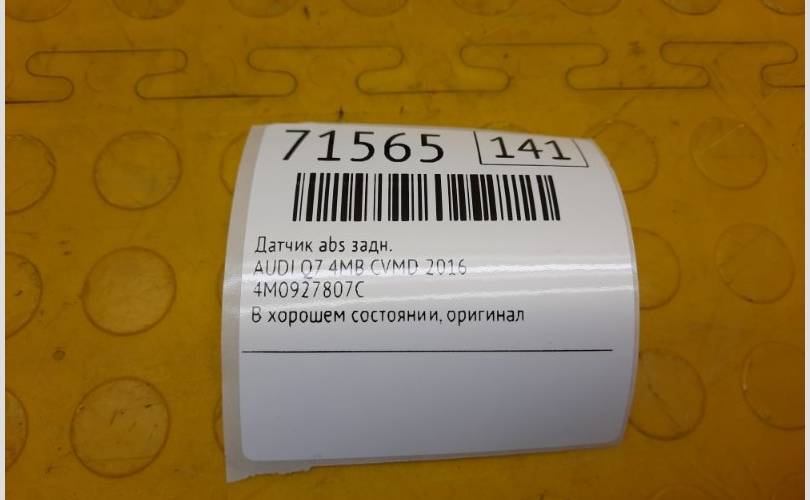 71565 141
Датчик abs задн.
AUDI Q7 4MB CVMD 2016
4M0927807C
В хорошем состоянии, оригинал